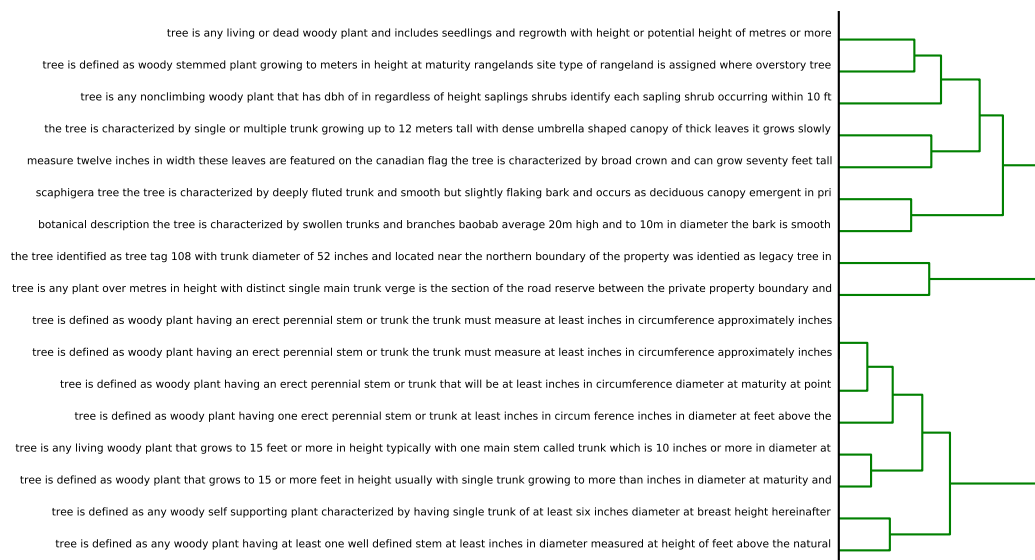 tree is any living or dead woody plant and includes seedlings and regrowth with height or potential height of metres or more
tree is defined as woody stemmed plant growing to meters in height at maturity rangelands site type of rangeland is assigned where overstory tree
tree is any nonclimbing woody plant that has dbh of in regardless of height saplings shrubs identify each sapling shrub occurring within 10 ft
the tree is characterized by single or multiple trunk growing up to 12 meters tall with dense umbrella shaped canopy of thick leaves it grows slowly
measure twelve inches in width these leaves are featured on the canadian flag the tree is characterized by broad crown and can grow seventy feet tall
scaphigera tree the tree is characterized by deeply fluted trunk and smooth but slightly flaking bark and occurs as deciduous canopy emergent in pri
botanical description the tree is characterized by swollen trunks and branches baobab average 20m high and to 10m in diameter the bark is smooth
the tree identified as tree tag 108 with trunk diameter of 52 inches and located near the northern boundary of the property was identied as legacy tree in
tree is any plant over metres in height with distinct single main trunk verge is the section of the road reserve between the private property boundary and
tree is defined as woody plant having an erect perennial stem or trunk the trunk must measure at least inches in circumference approximately inches
tree is defined as woody plant having an erect perennial stem or trunk the trunk must measure at least inches in circumference approximately inches
tree is defined as woody plant having an erect perennial stem or trunk that will be at least inches in circumference diameter at maturity at point
tree is defined as woody plant having one erect perennial stem or trunk at least inches in circum ference inches in diameter at feet above the
tree is any living woody plant that grows to 15 feet or more in height typically with one main stem called trunk which is 10 inches or more in diameter at
tree is defined as woody plant that grows to 15 or more feet in height usually with single trunk growing to more than inches in diameter at maturity and
tree is defined as any woody self supporting plant characterized by having single trunk of at least six inches diameter at breast height hereinafter
tree is defined as any woody plant having at least one well defined stem at least inches in diameter measured at height of feet above the natural